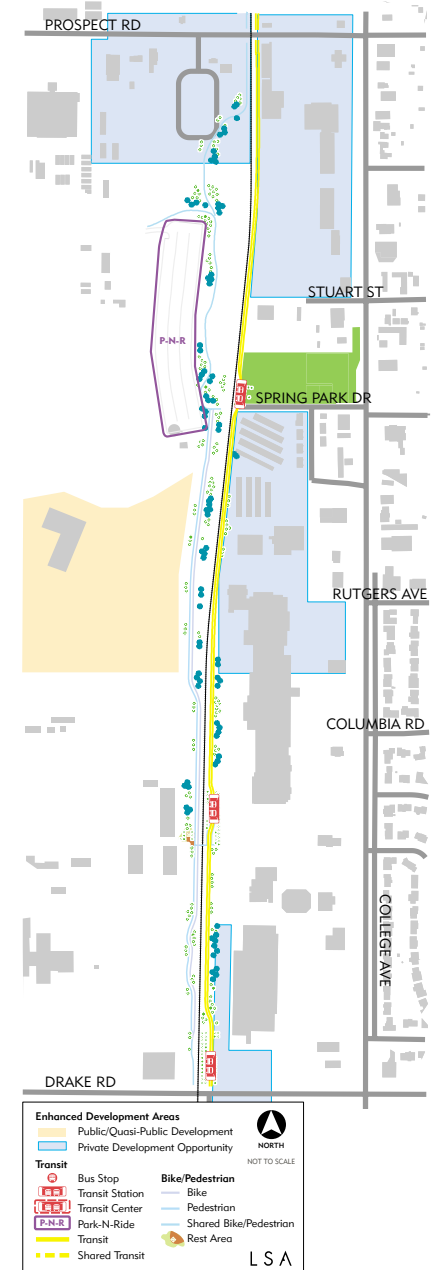 PROSPECT RD
STUART ST
P-N-R
SPRING PARK DR
RUTGERS AVE
COLUMBIA RD
COLLEGE AVE
DRAKE RD
Enhanced Development Areas
Public/Quasi-Public Development
Private Development Opportunity
NORTH
NOT TO SCALE
Transit
Bus Stop
Transit Station
Transit Center
P-N-R Park-N-Ride
Transit
Shared Transit
Bike/Pedestrian
Bike
Pedestrian
Shared Bike/Pedestrian
Rest Area
LSA